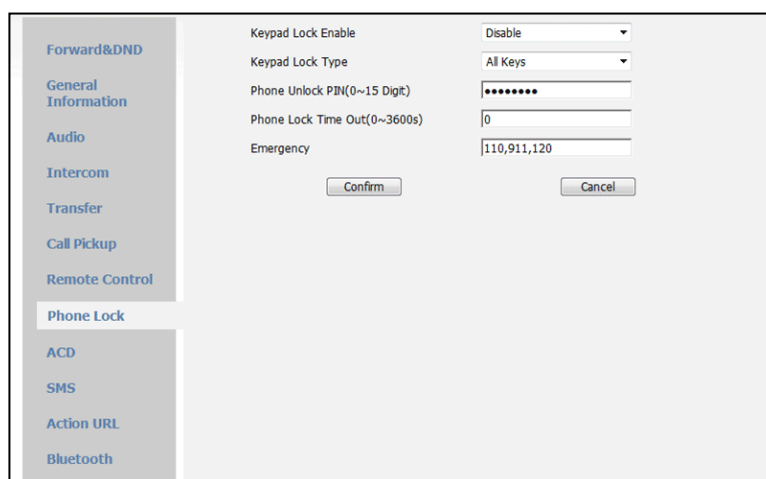 Forward&DND
General
Information
Audio
Intercom
Transfer
Call Pickup
Remote Control
Phone Lock
ACD
SMS
Action URL
Bluetooth
Keypad Lock Enable Disable
Keypad Lock Type All Keys
Phone Unlock PIN(0~15 Digit) ••••••••
Phone Lock Time Out(0~3600s) 0
Emergency 110,911,120
Confirm Cancel